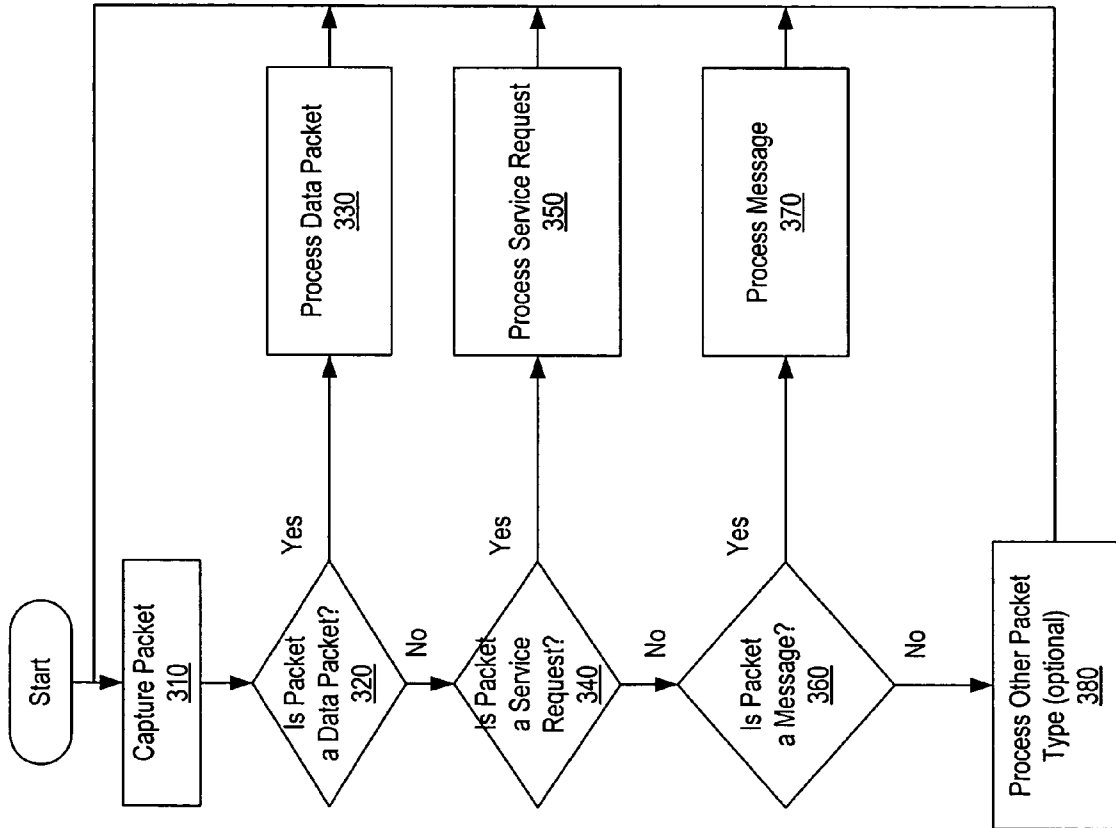 Start
Capture Packet
310
Is Packet
a Data Packet?
320
Yes
No
Process Data Packet
330
Is Packet
a Service
Request?
340
Yes
No
Process Service Request
350
Is Packet
a Message?
360
Yes
No
Process Message
370
Process Other Packet
Type (optional)
380